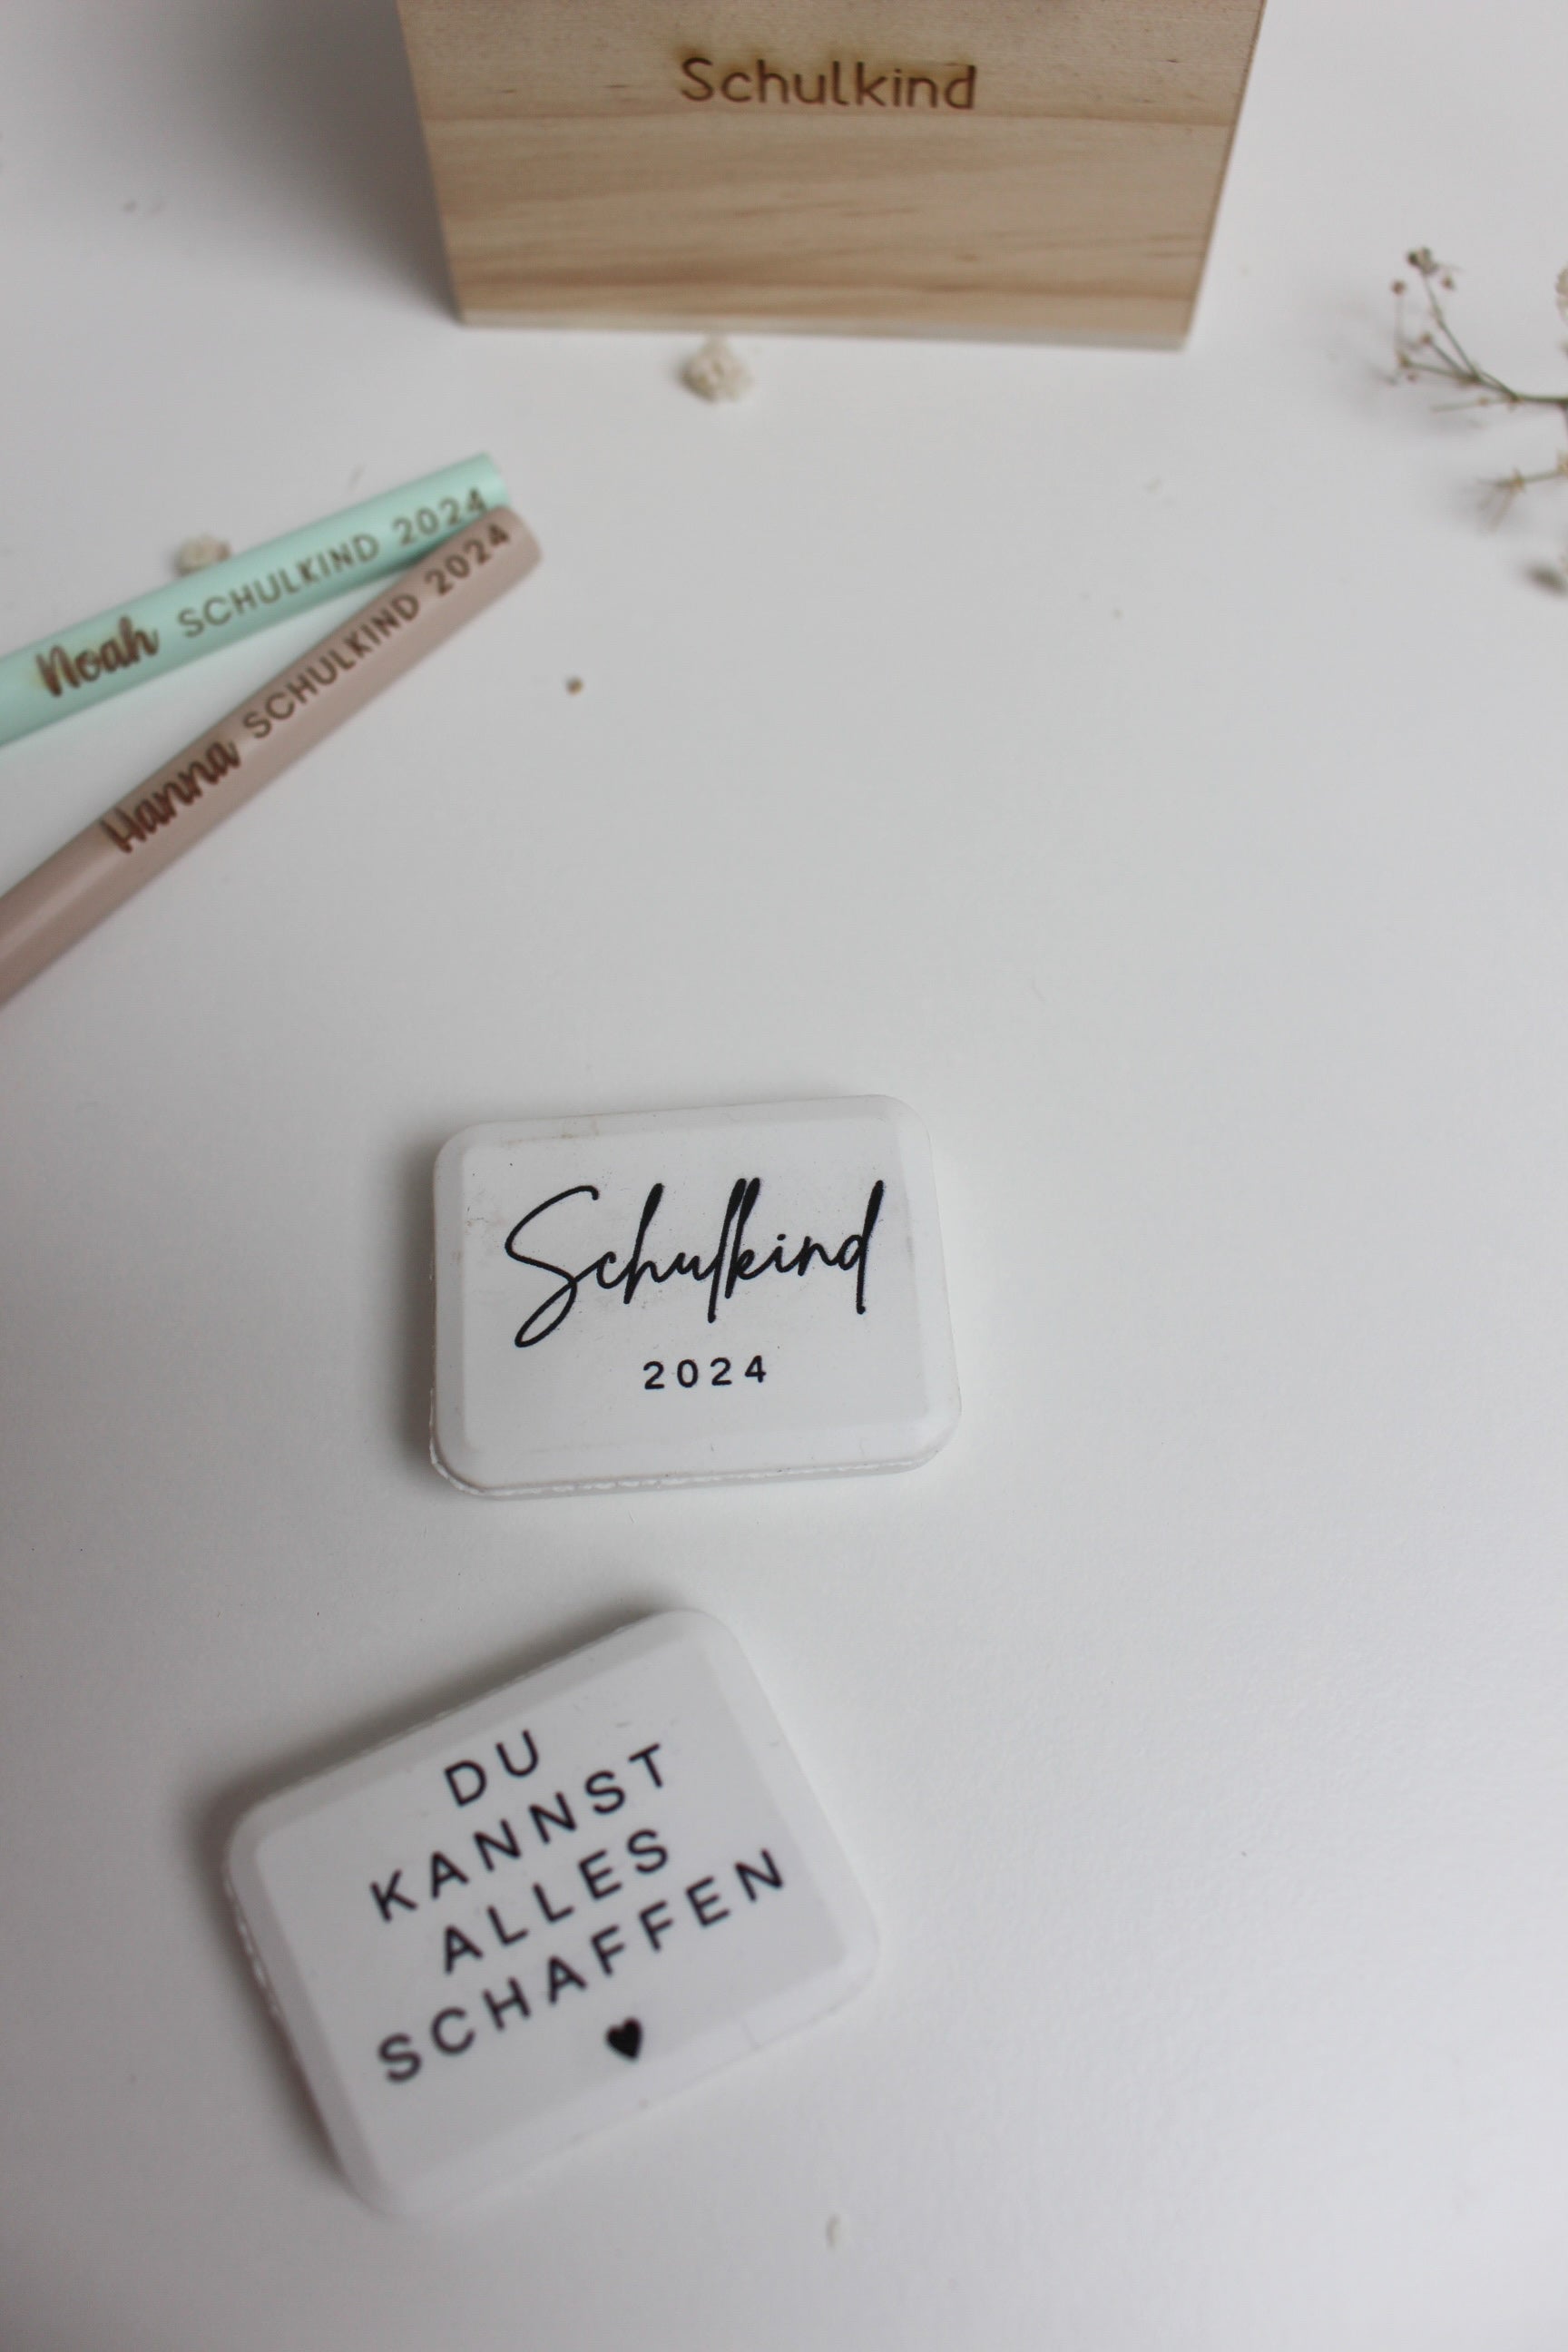 Schulkind
Noah SCHULKIND 2024
Hanna SCHULKIND 2024
Schulkind
2024
DU
KANNST
ALLES
SCHAFFEN